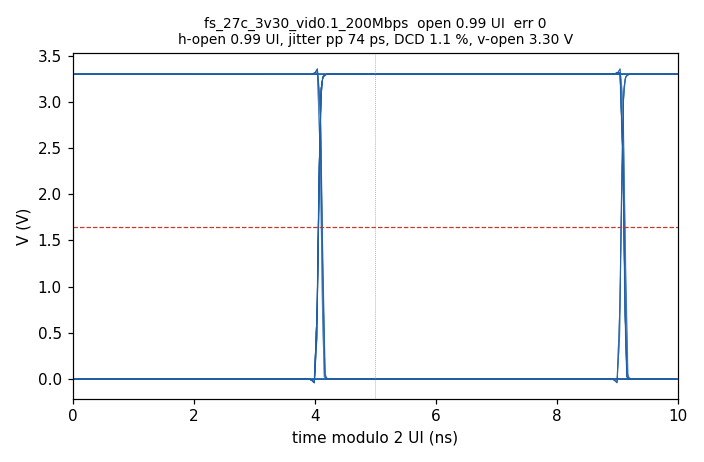 fs_27c_3v30_vid0.1_200Mbps  open 0.99 UI  err 0
h-open 0.99 UI, jitter pp 74 ps, DCD 1.1 %, v-open 3.30 V
3.5
3.0
2.5
2.0
1.5
1.0
0.5
0.0
V (V)
0 2 4 6 8 10
time modulo 2 UI (ns)